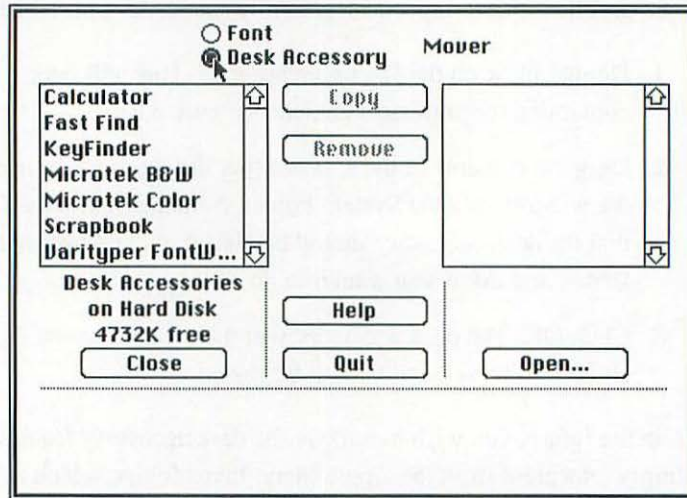 Font
Desk Accessory
Mover
Calculator
Fast Find
KeyFinder
Microtek B&W
Microtek Color
Scrapbook
Varityper FontW...
Copy
Remove
Desk Accessories
on Hard Disk
4732K free
Close
Help
Quit
Open...